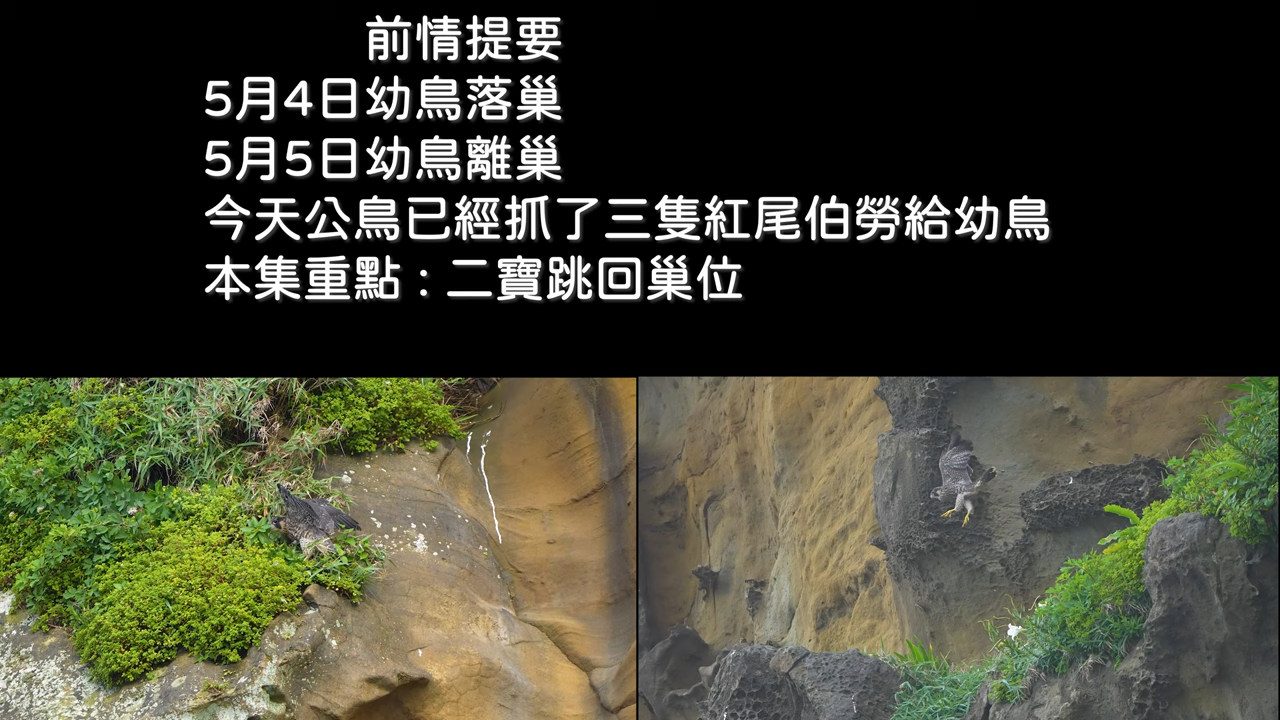 前情提要
5月4日幼鳥落巢
5月5日幼鳥離巢
今天公鳥已經抓了三隻紅尾伯勞給幼鳥
本集重點：二寶跳回巢位